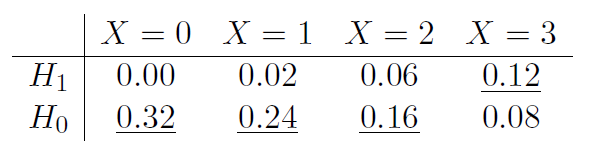 X = 0 X = 1 X = 2 X = 3
H₁ 0.00 0.02 0.06 0.12
H₀ 0.32 0.24 0.16 0.08